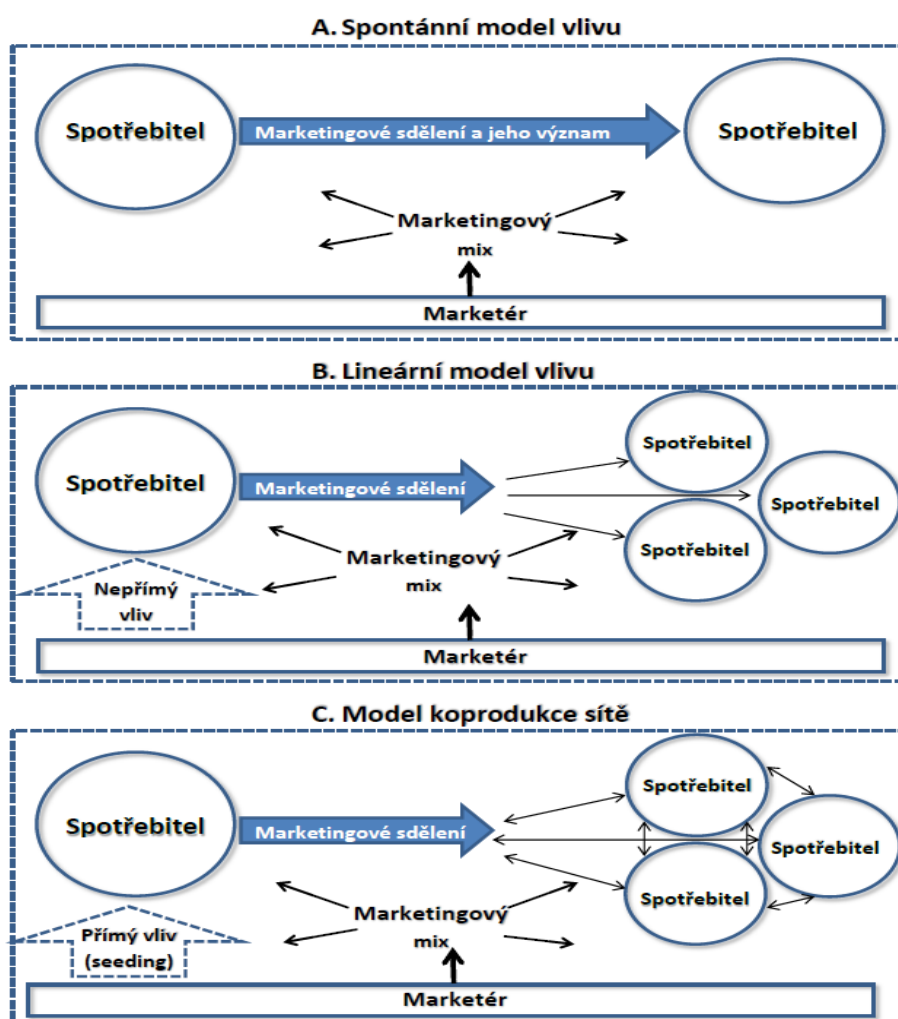 A. Spontánní model vlivu
Spotřebitel
Marketingové sdělení a jeho význam
Spotřebitel
Marketingový
mix
Marketér
B. Lineární model vlivu
Spotřebitel
Marketingové sdělení
Spotřebitel
Spotřebitel
Spotřebitel
Marketingový
mix
Nepřímý
vliv
Marketér
C. Model koprodukce sítě
Spotřebitel
Marketingové sdělení
Spotřebitel
Spotřebitel
Spotřebitel
Marketingový
mix
Přímý vliv
(seeding)
Marketér